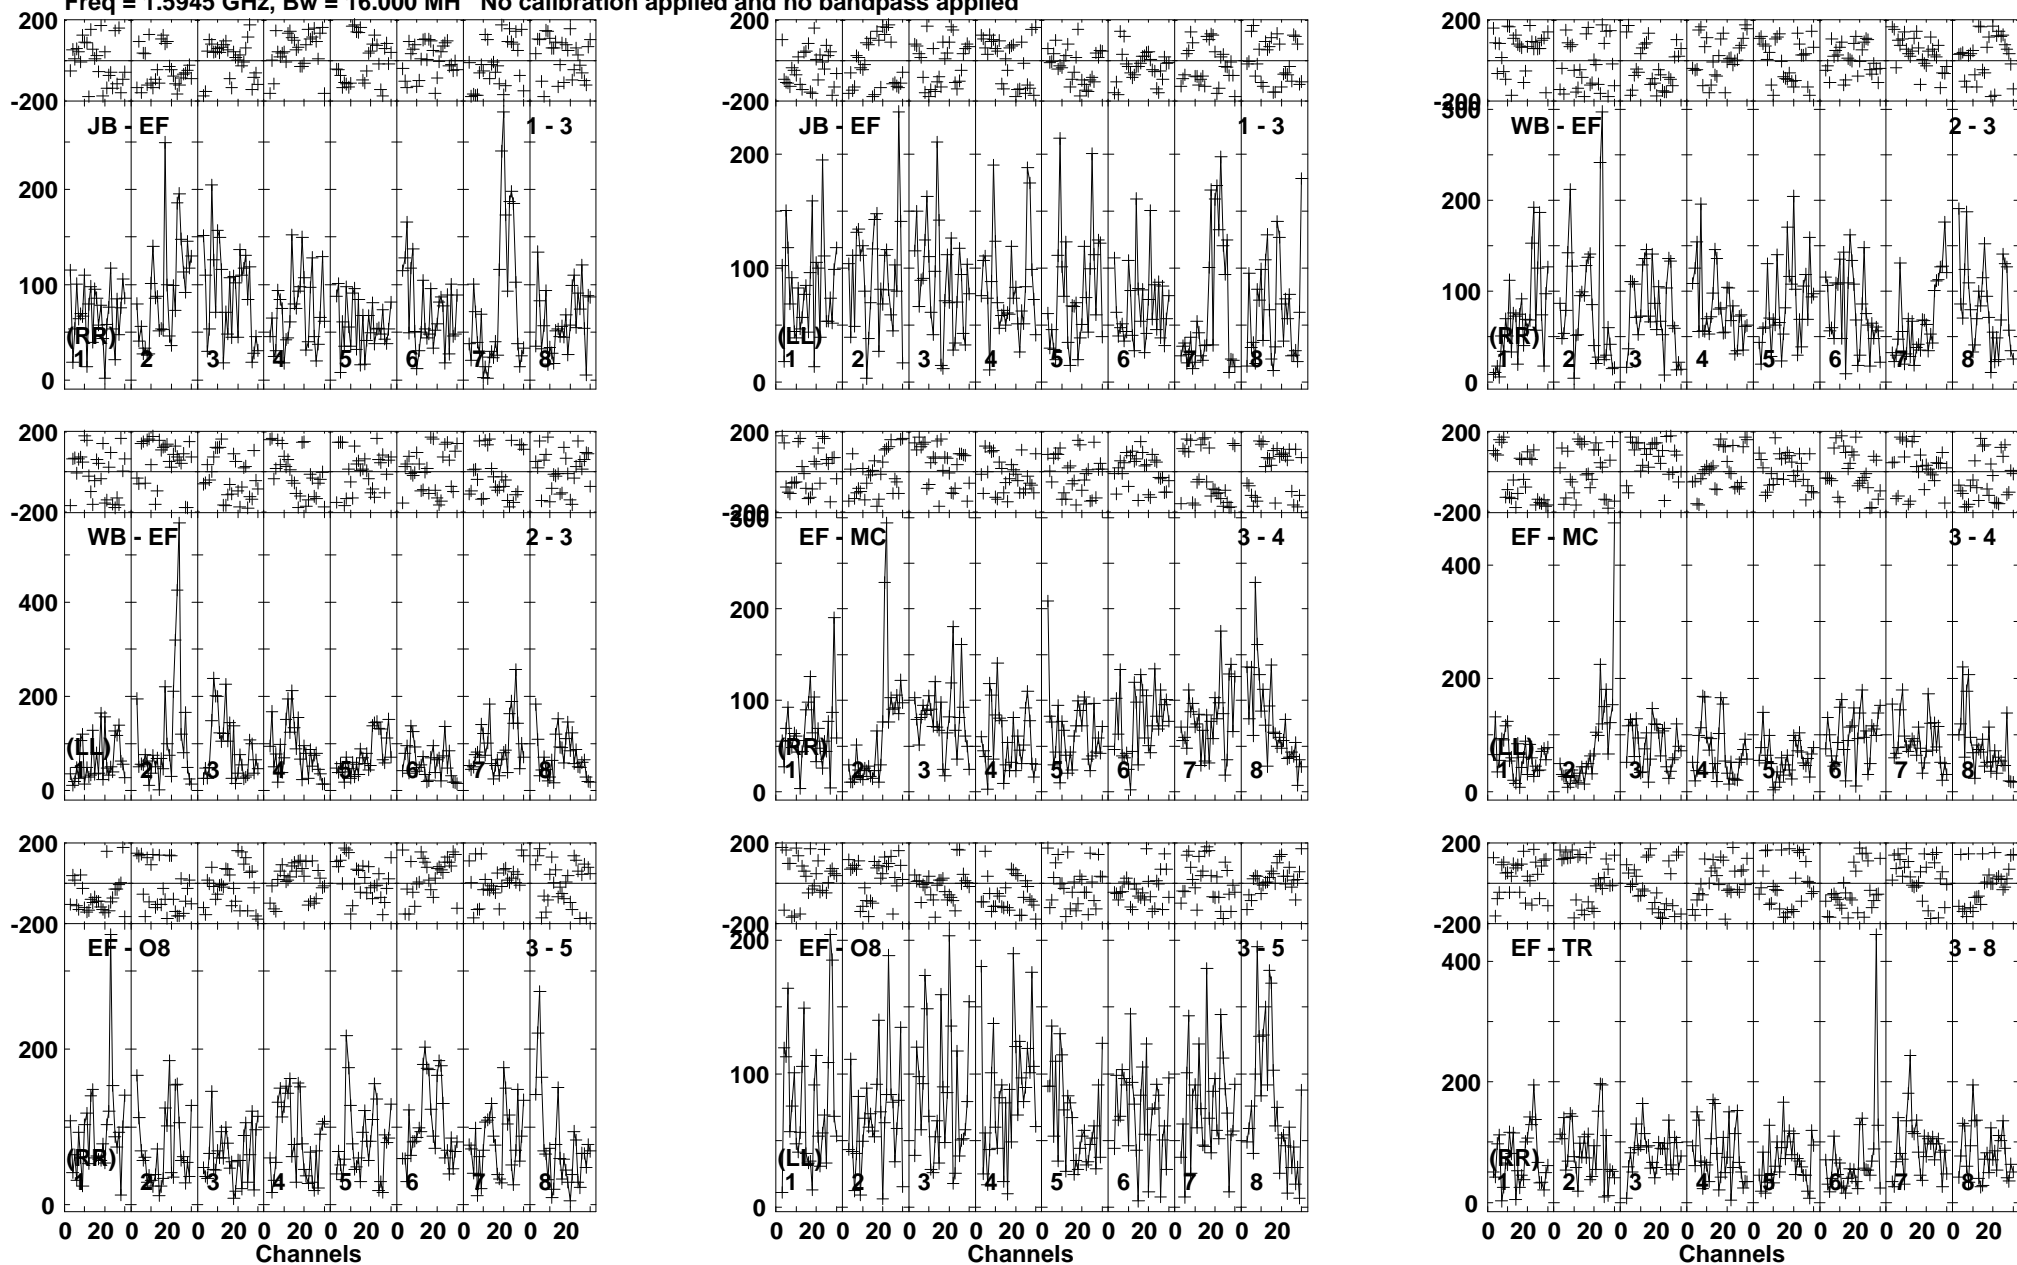 Freq = 1.5945 GHz, Bw = 16.000 MH No calibration applied and no bandpass applied
200 200 200
-200 -200 -200
300
JB - EF 1 - 3 JB - EF 1 - 3 WB - EF 2 - 3
200 200 200
100 100 100
(RR) (LL) (RR)
1 2 3 4 5 6 7 8 1 2 3 4 5 6 7 8 1 2 3 4 5 6 7 8
0 0 0
200 200 200
-200 -200 -200
300
WB - EF 2 - 3 EF - MC 3 - 4 EF - MC 3 - 4
400 200 400
200 100 200
(LL) (RR) (LL)
1 2 3 4 5 6 7 8 1 2 3 4 5 6 7 8 1 2 3 4 5 6 7 8
0 0 0
200 200 200
-200 -200 -200
EF - O8 3 - 5 EF - O8 3 - 5 EF - TR 3 - 8
200 200 400
100 200
(RR) (LL) (RR)
1 2 3 4 5 6 7 8 1 2 3 4 5 6 7 8 1 2 3 4 5 6 7 8
0 0 0
0 20 0 20 0 20 0 20 0 20 0 20 0 20 0 20 0 20 0 20 0 20 0 20 0 20 0 20 0 20 0 20 0 20 0 20 0 20 0 20 0 20 0 20 0 20 0 20
Channels Channels Channels